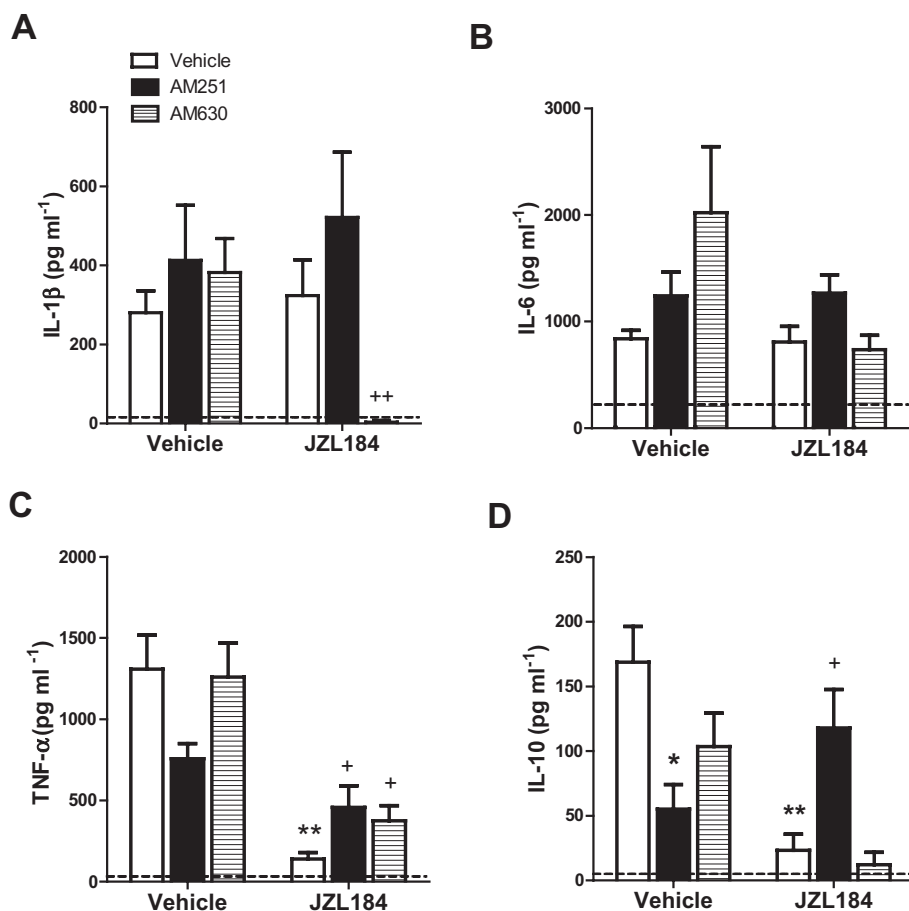 A
Vehicle
AM251
AM630
IL-1β (pg ml⁻¹)
800
600
400
200
0
++
Vehicle
JZL184
B
IL-6 (pg ml⁻¹)
3000
2000
1000
0
Vehicle
JZL184
C
TNF-α(pg ml⁻¹)
2000
1500
1000
500
0
**
+
+
Vehicle
JZL184
D
IL-10 (pg ml⁻¹)
250
200
150
100
50
0
*
**
+
Vehicle
JZL184